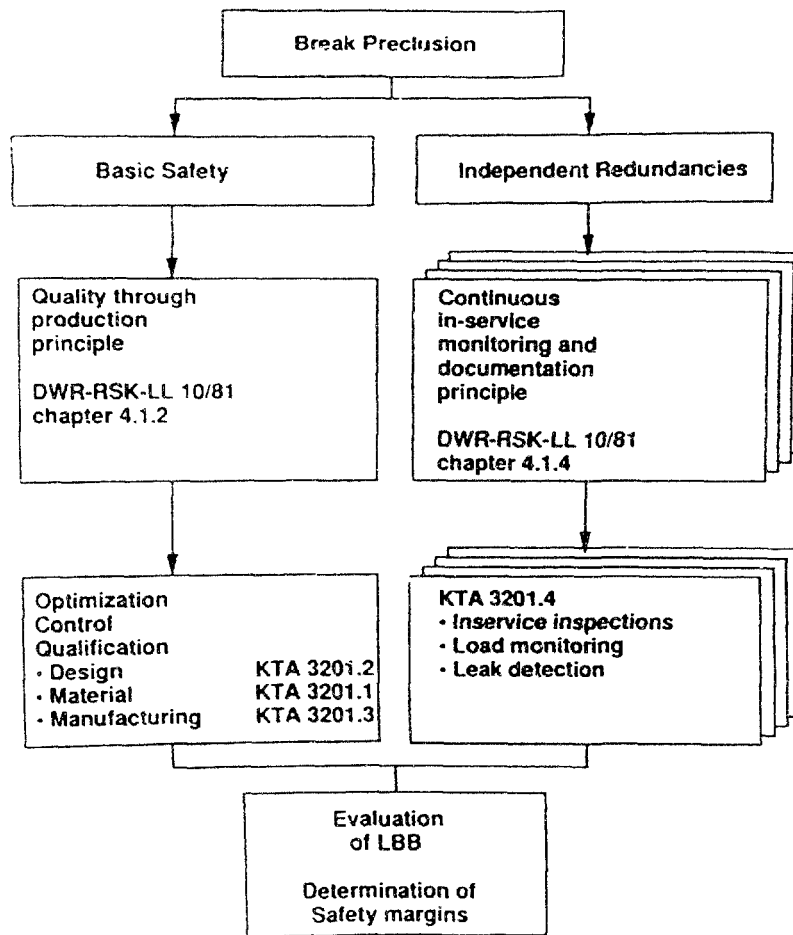 Break Preclusion
Basic Safety
Independent Redundancies
Quality through
production
principle
DWR-RSK-LL 10/81
chapter 4.1.2
Continuous
in-service
monitoring and
documentation
principle
DWR-RSK-LL 10/81
chapter 4.1.4
Optimization
Control
Qualification
· Design KTA 3201.2
· Material KTA 3201.1
· Manufacturing KTA 3201.3
KTA 3201.4
· Inservice inspections
· Load monitoring
· Leak detection
Evaluation
of LBB
Determination of
Safety margins